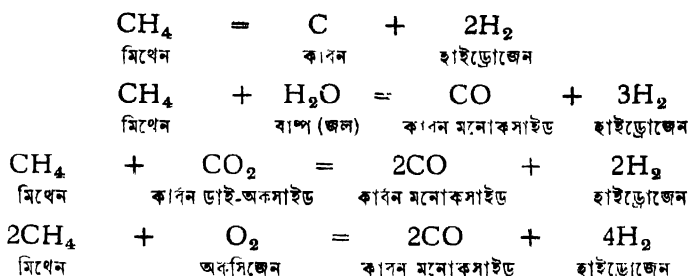 CH₄ = C + 2H₂
মিথেন কার্বন হাইড্রোজেন
CH₄ + H₂O = CO + 3H₂
মিথেন বাষ্প (জল) কার্বন মনোকসাইড হাইড্রোজেন
CH₄ + CO₂ = 2CO + 2H₂
মিথেন কার্বন ডাই-অকসাইড কার্বন মনোকসাইড হাইড্রোজেন
2CH₄ + O₂ = 2CO + 4H₂
মিথেন অকসিজেন কার্বন মনোকসাইড হাইড্রোজেন